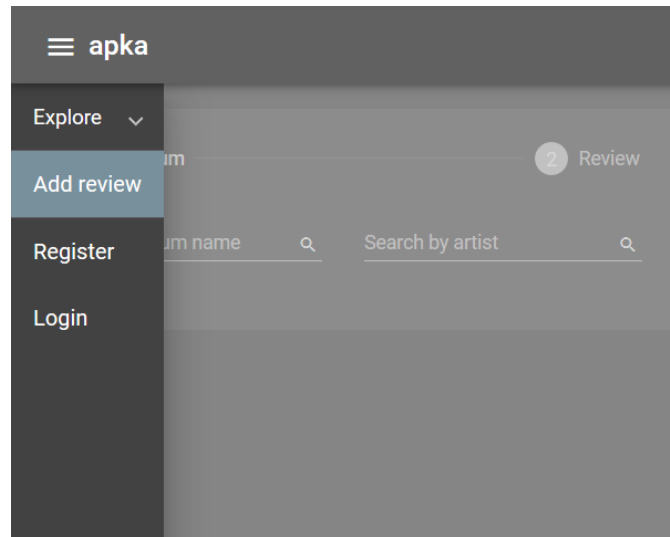 apka
Explore
um
2 Review
Add review
um name
Search by artist
Register
Login